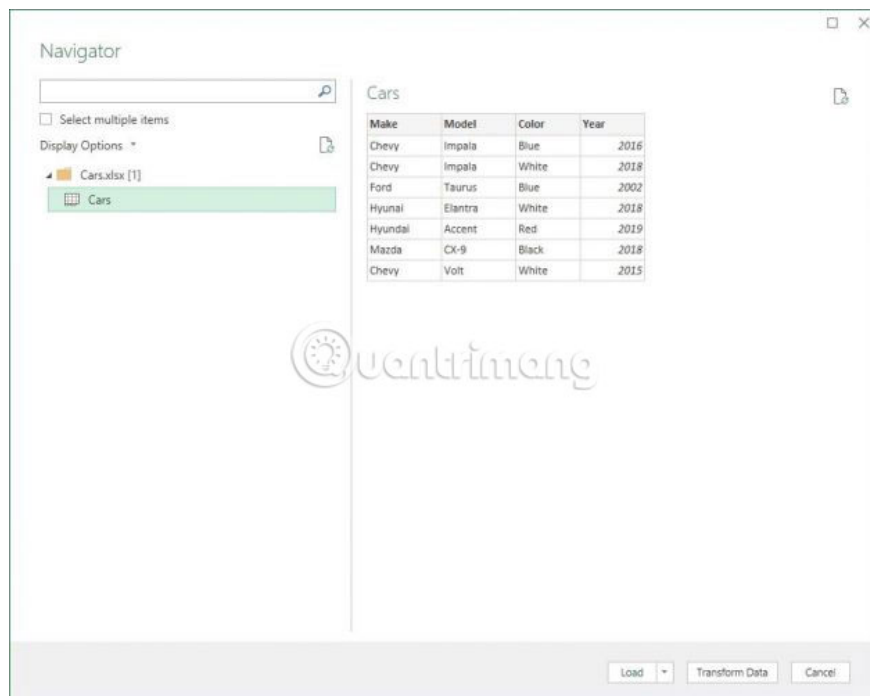 Navigator
Select multiple items
Display Options
Cars.xlsx [1]
Cars
Cars
Make Model Color Year
Chevy Impala Blue 2016
Chevy Impala White 2018
Ford Taurus Blue 2002
Hyunai Elantra White 2018
Hyundai Accent Red 2019
Mazda CX-9 Black 2018
Chevy Volt White 2015
Quantrimang
Load Transform Data Cancel